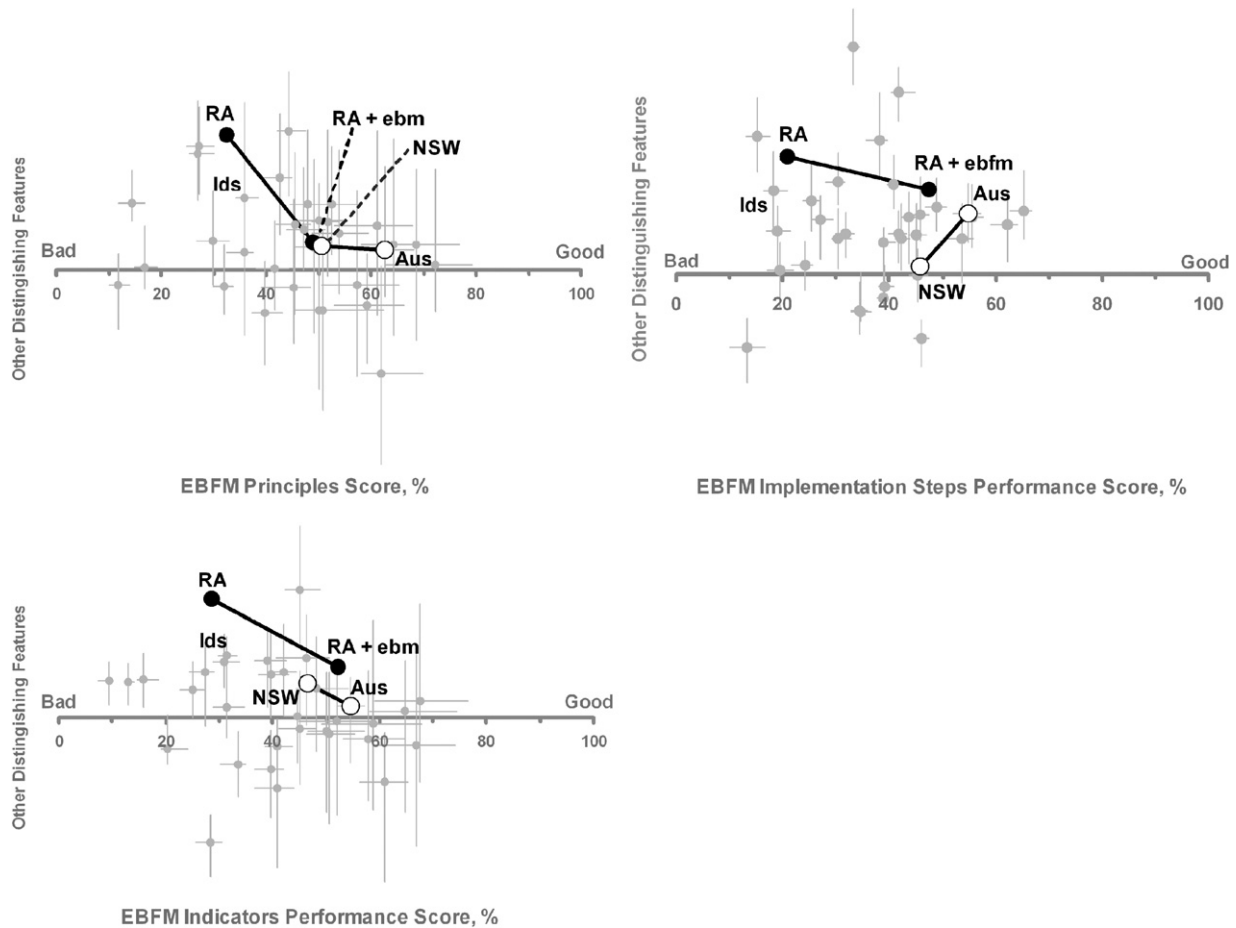 RA
RA + ebm
NSW
Ids
Bad
Good
Aus
0 20 40 60 80 100
Other Distingishing Features
EBFM Principles Score, %
RA
RA + ebfm
Ids
Aus
Bad
Good
NSW
0 20 40 60 80 100
Other Distinguishing Features
EBFM Implementation Steps Performance Score, %
RA
Ids
RA + ebm
NSW
Aus
Bad
Good
0 20 40 60 80 100
Other Distinguishing Features
EBFM Indicators Performance Score, %